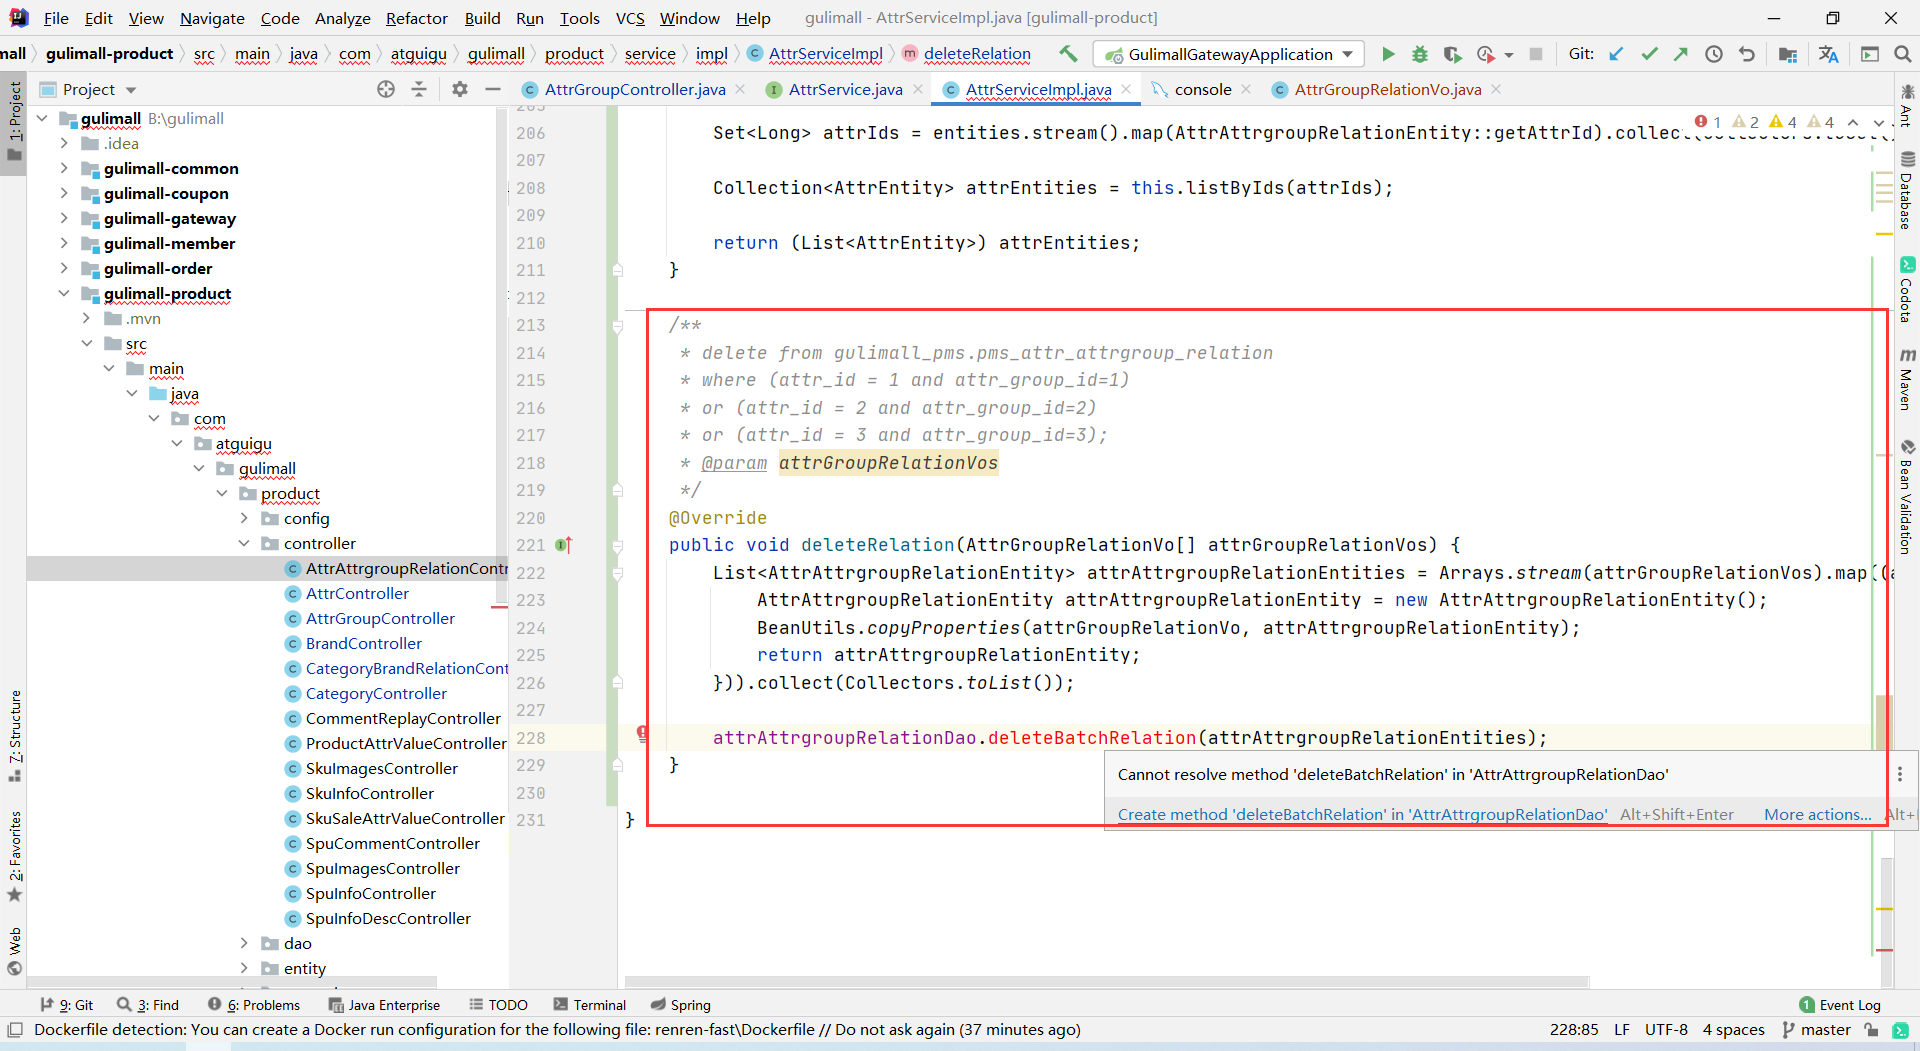 File Edit View Navigate Code Analyze Refactor Build Run Tools VCS Window Help gulimall - AttrServiceImpl.java [gulimall-product]
mall gulimall-product src main java com atguigu gulimall product service impl AttrServiceImpl deleteRelation GulimallGatewayApplication Git:
Project
AttrGroupController.java AttrService.java AttrServiceImpl.java console AttrGroupRelationVo.java
1: Project
7: Structure
2: Favorites
Web
gulimall B:\gulimall
.idea
gulimall-common
gulimall-coupon
gulimall-gateway
gulimall-member
gulimall-order
gulimall-product
.mvn
src
main
java
com
atguigu
gulimall
product
config
controller
AttrAttrgroupRelationContr
AttrController
AttrGroupController
BrandController
CategoryBrandRelationCont
CategoryController
CommentReplayController
ProductAttrValueController
SkuImagesController
SkuInfoController
SkuSaleAttrValueController
SpuCommentController
SpuImagesController
SpuInfoController
SpuInfoDescController
dao
entity
205
1 2 4 4
206 Set<Long> attrIds = entities.stream().map(AttrAttrgroupRelationEntity::getAttrId).collect(
207
208 Collection<AttrEntity> attrEntities = this.listByIds(attrIds);
209
210 return (List<AttrEntity>) attrEntities;
211 }
212
213 /**
214 * delete from gulimall_pms.pms_attr_attrgroup_relation
215 * where (attr_id = 1 and attr_group_id=1)
216 * or (attr_id = 2 and attr_group_id=2)
217 * or (attr_id = 3 and attr_group_id=3);
218 * @param attrGroupRelationVos
219 */
220 @Override
221 public void deleteRelation(AttrGroupRelationVo[] attrGroupRelationVos) {
222 List<AttrAttrgroupRelationEntity> attrAttrgroupRelationEntities = Arrays.stream(attrGroupRelationVos).map((a
223 AttrAttrgroupRelationEntity attrAttrgroupRelationEntity = new AttrAttrgroupRelationEntity();
224 BeanUtils.copyProperties(attrGroupRelationVo, attrAttrgroupRelationEntity);
225 return attrAttrgroupRelationEntity;
226 })).collect(Collectors.toList());
227
228 attrAttrgroupRelationDao.deleteBatchRelation(attrAttrgroupRelationEntities);
229 }
230
231 }
Cannot resolve method 'deleteBatchRelation' in 'AttrAttrgroupRelationDao'
Create method 'deleteBatchRelation' in 'AttrAttrgroupRelationDao' Alt+Shift+Enter More actions... Alt+
Ant
Database
Codota
Maven
Bean Validation
9: Git 3: Find 6: Problems Java Enterprise TODO Terminal Spring 1 Event Log
Dockerfile detection: You can create a Docker run configuration for the following file: renren-fast\Dockerfile // Do not ask again (37 minutes ago) 228:85 LF UTF-8 4 spaces master